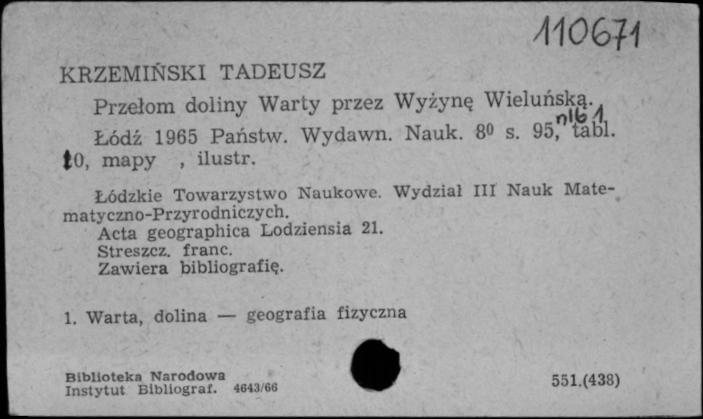 110671
KRZEMIŃSKI TADEUSZ
Przełom doliny Warty przez Wyżynę Wieluńską.
Łódź 1965 Państw. Wydawn. Nauk. 8⁰ s. 95, nlb 1 tabl.
10, mapy , ilustr.
Łódzkie Towarzystwo Naukowe. Wydział III Nauk Mate-
matyczno-Przyrodniczych.
Acta geographica Lodziensia 21.
Streszcz. franc.
Zawiera bibliografię.
1. Warta, dolina — geografia fizyczna
Biblioteka Narodowa
Instytut Bibliograf. 4643/66
551.(438)